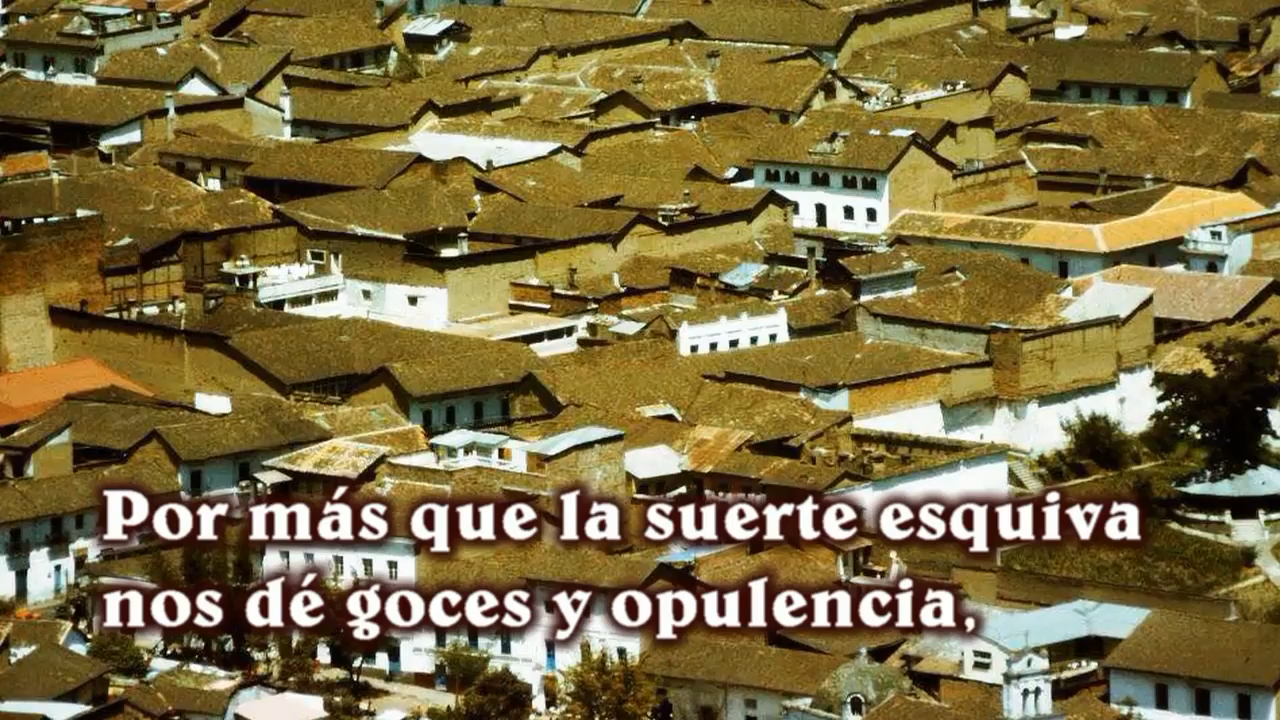 Por más que la suerte esquiva
nos dé goces y opulencia,